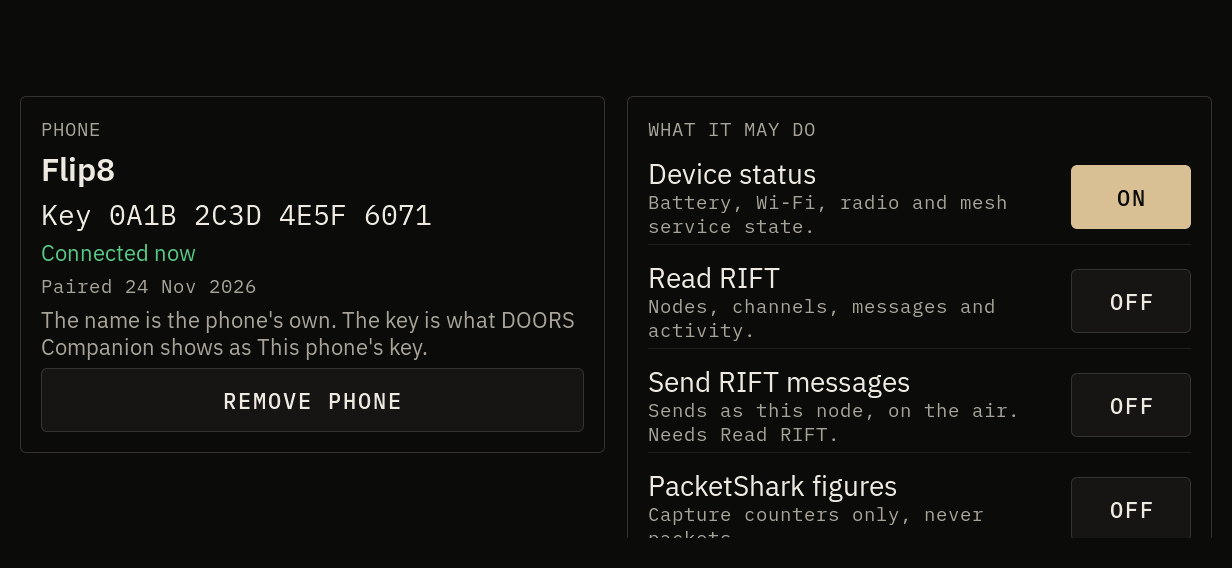 PHONE
Flip8
Key 0A1B 2C3D 4E5F 6071
Connected now
Paired 24 Nov 2026
The name is the phone's own. The key is what DOORS
Companion shows as This phone's key.
REMOVE PHONE
WHAT IT MAY DO
Device status
Battery, Wi-Fi, radio and mesh
service state.
ON
Read RIFT
Nodes, channels, messages and
activity.
OFF
Send RIFT messages
Sends as this node, on the air.
Needs Read RIFT.
OFF
PacketShark figures
Capture counters only, never
OFF